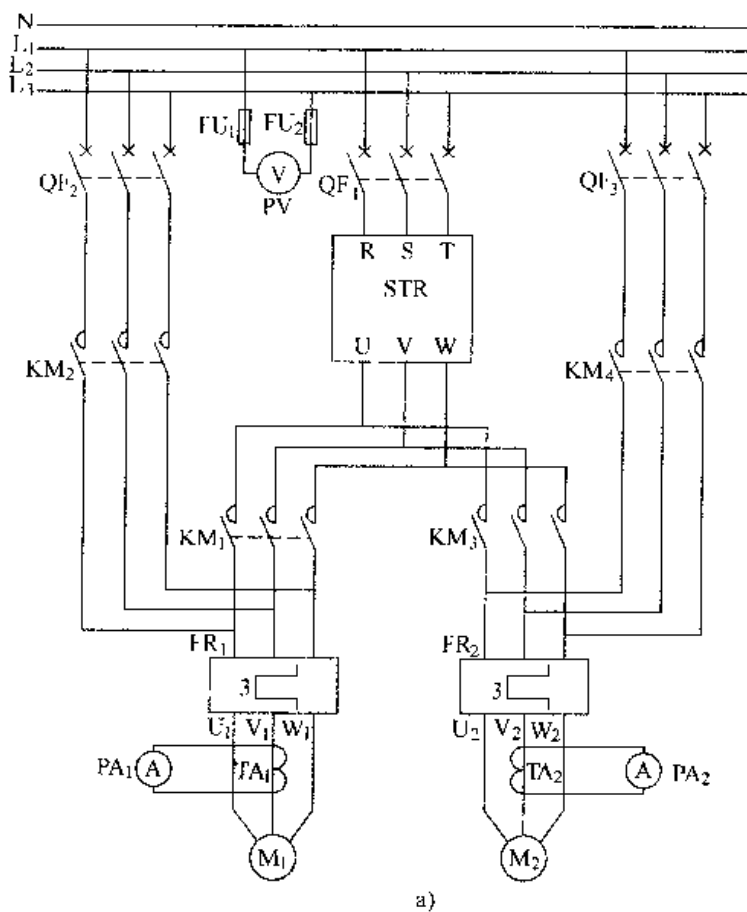 N
L₁
L₂
L₃
FU₁ FU₂
V
PV
QF₂
QF₁
QF₃
R S T
STR
U V W
KM₂
KM₄
KM₁
KM₃
FR₁
FR₂
3
3
U₁ V₁ W₁
U₂ V₂ W₂
PA₁ A TA₁
TA₂ A PA₂
M₁
M₂
a)